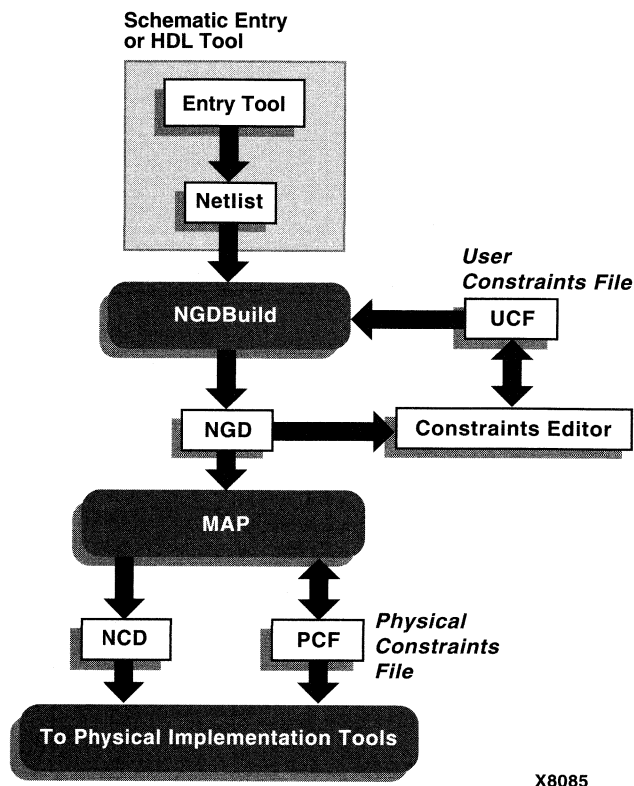 Schematic Entry
or HDL Tool
Entry Tool
Netlist
User
Constraints File
NGDBuild
UCF
NGD
Constraints Editor
MAP
NCD
PCF
Physical
Constraints
File
To Physical Implementation Tools
X8085